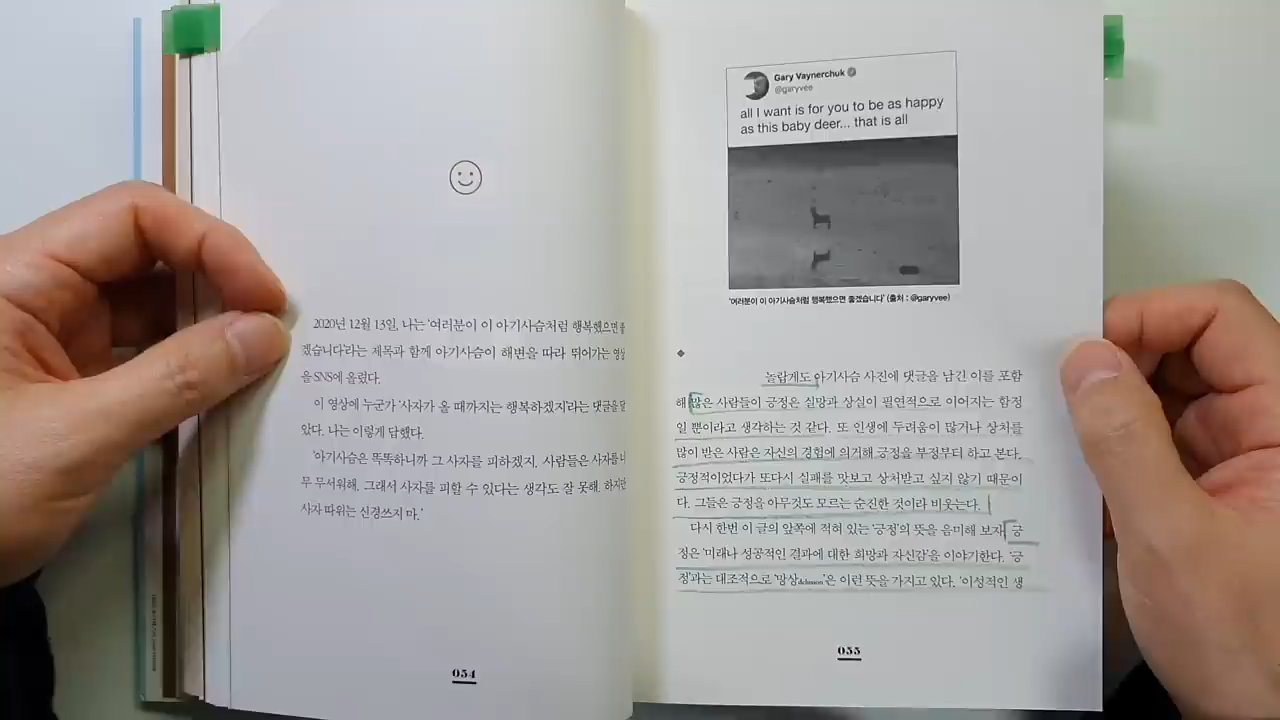 2020년 12월 13일, 나는 '여러분이 이 아기사슴처럼 행복했으면 좋
겠습니다'라는 제목과 함께 아기사슴이 해변을 따라 뛰어가는 영상
을 SNS에 올렸다.
이 영상에 누군가 '사자가 올 때까지는 행복하겠지'라는 댓글을 달
았다. 나는 이렇게 답했다.
'아기사슴은 똑똑하니까 그 사자를 피하겠지. 사람들은 사자를 너
무 무서워해. 그래서 사자를 피할 수 있다는 생각도 잘 못해. 하지만
사자 따위는 신경쓰지 마.'
054
Gary Vaynerchuk
@garyvee
all I want is for you to be as happy
as this baby deer... that is all
'여러분이 이 아기사슴처럼 행복했으면 좋겠습니다' (출처 : @garyvee)
놀랍게도 아기사슴 사진에 댓글을 남긴 이를 포함
해 많은 사람들이 긍정은 실망과 상실이 필연적으로 이어지는 함정
일 뿐이라고 생각하는 것 같다. 또 인생에 두려움이 많거나 상처를
많이 받은 사람은 자신의 경험에 의거해 긍정을 부정부터 하고 본다.
긍정적이었다가 또다시 실패를 맛보고 상처받고 싶지 않기 때문이
다. 그들은 긍정을 아무것도 모르는 순진한 것이라 비웃는다.
다시 한번 이 글의 앞쪽에 적혀 있는 '긍정'의 뜻을 음미해 보자. 긍
정은 '미래나 성공적인 결과에 대한 희망과 자신감'을 이야기한다. '긍
정'과는 대조적으로 '망상delusion'은 이런 뜻을 가지고 있다. '이성적인 생
055